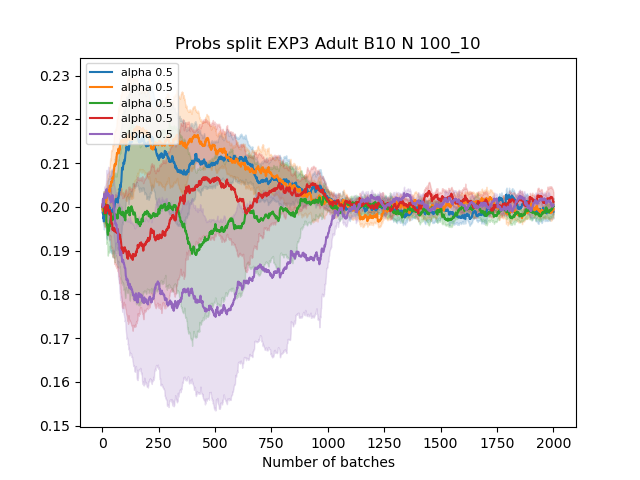 Probs split EXP3 Adult B10 N 100_10
alpha 0.5
alpha 0.5
alpha 0.5
alpha 0.5
alpha 0.5
0.23
0.22
0.21
0.20
0.19
0.18
0.17
0.16
0.15
0 250 500 750 1000 1250 1500 1750 2000
Number of batches